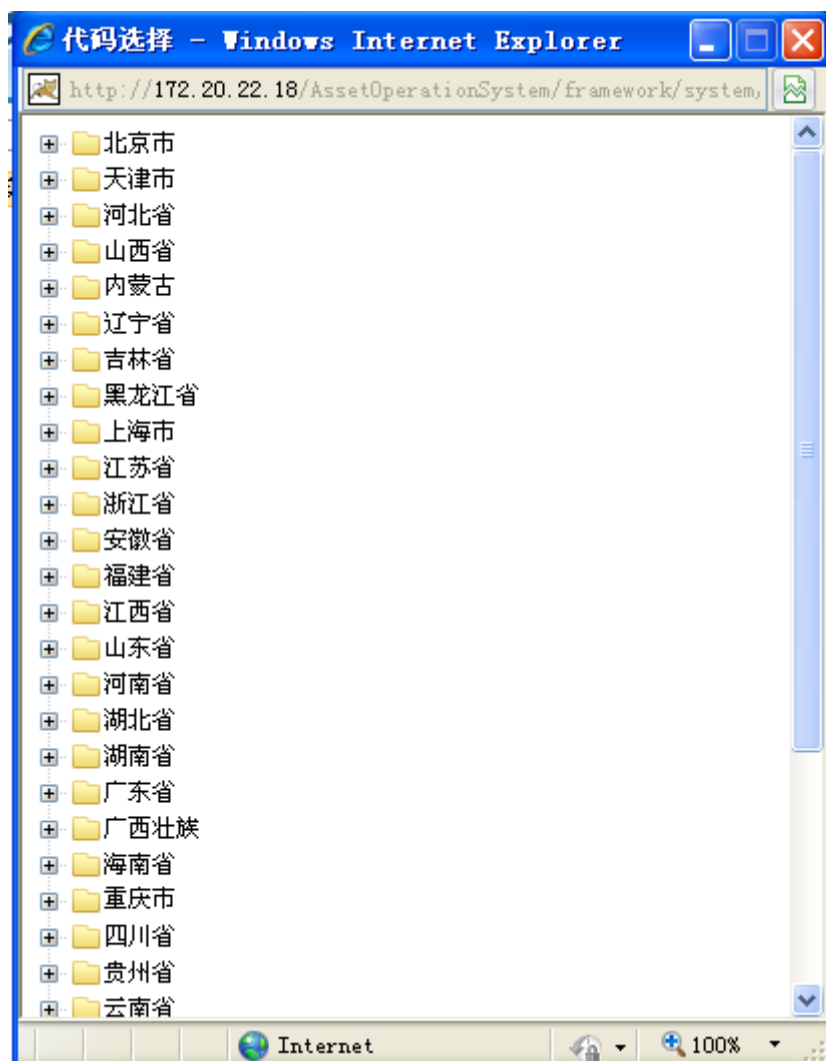 代码选择 - Windows Internet Explorer
http://172.20.22.18/AssetOperationSystem/framework/system/
北京市
天津市
河北省
山西省
内蒙古
辽宁省
吉林省
黑龙江省
上海市
江苏省
浙江省
安徽省
福建省
江西省
山东省
河南省
湖北省
湖南省
广东省
广西壮族
海南省
重庆市
四川省
贵州省
云南省
Internet 100%